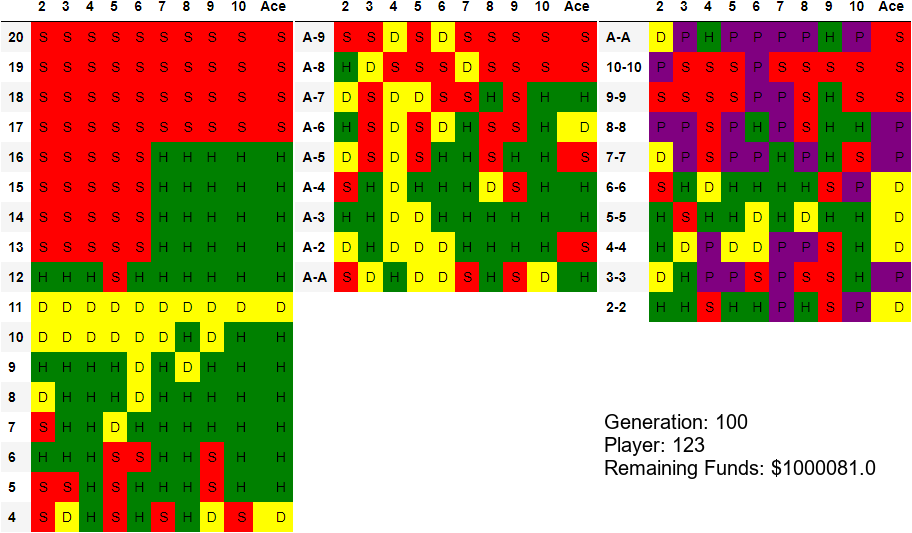 2 3 4 5 6 7 8 9 10 Ace
20 S S S S S S S S S S
19 S S S S S S S S S S
18 S S S S S S S S S S
17 S S S S S S S S S S
16 S S S S S H H H H H
15 S S S S S H H H H H
14 S S S S S H H H H H
13 S S S S S H H H H H
12 H H H S H H H H H H
11 D D D D D D D D D D
10 D D D D D D H D H H
9 H H H H D H D H H H
8 D H H H D H H H H H
7 S H H D H H H H H H
6 H H H S S H H S H H
5 S S H S H H H S H H
4 S D H S H S H D S D
2 3 4 5 6 7 8 9 10 Ace
A-9 S S D S D S S S S S
A-8 H D S S S D S S S S
A-7 D S D D S S H S H H
A-6 H S D S D H S S H D
A-5 D S D S H H S H H S
A-4 S H D H H H D S H H
A-3 H H D D H H H H H H
A-2 D H D D D H H H H S
A-A S D H D D S H S D H
2 3 4 5 6 7 8 9 10 Ace
A-A D P H P P P P H P S
10-10 P S S S P S S S S S
9-9 S S S S P P S H S S
8-8 P P S P H P S H H P
7-7 D P S P P H P H S P
6-6 S H D H H H H S P D
5-5 H S H H D H D H H D
4-4 H D P D D P P S H D
3-3 D H P P S P S S H P
2-2 H H S H H P H H P D
Generation: 100
Player: 123
Remaining Funds: $1000081.0